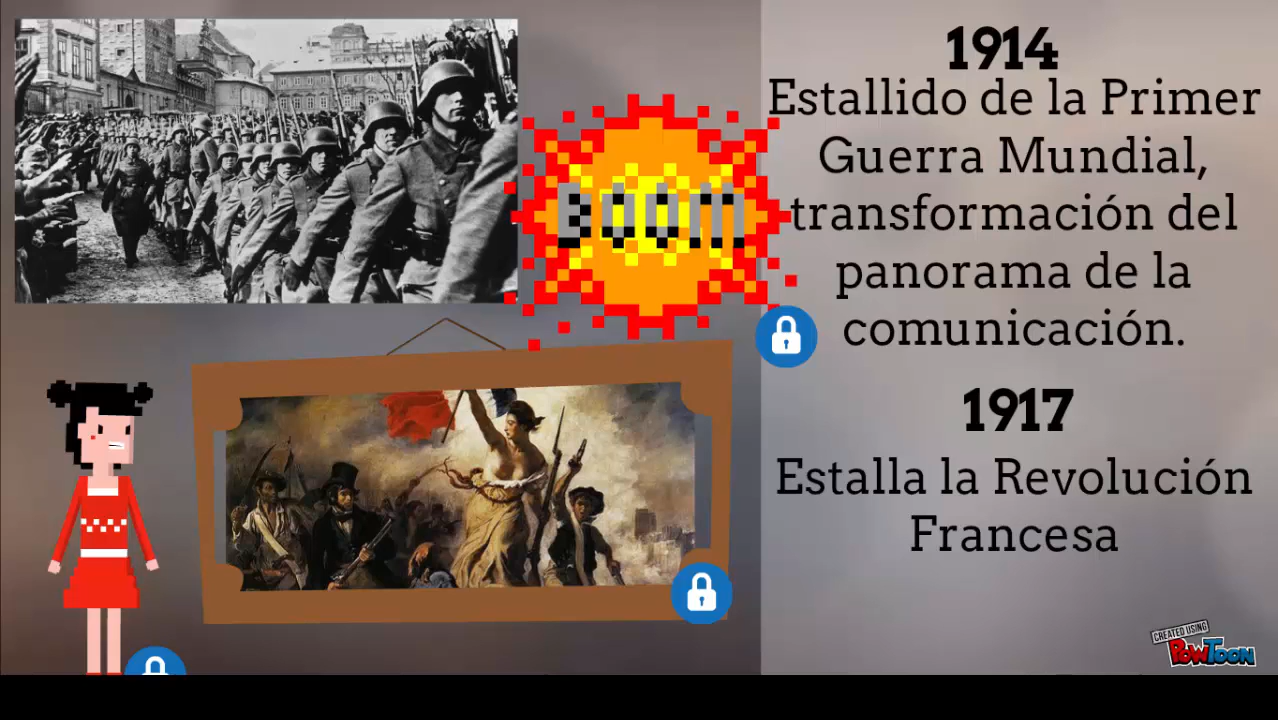 1914
Estallido de la Primer
Guerra Mundial,
transformación del
panorama de la
comunicación.
BOOM
1917
Estalla la Revolución
Francesa
CREATED USING
POWTOON